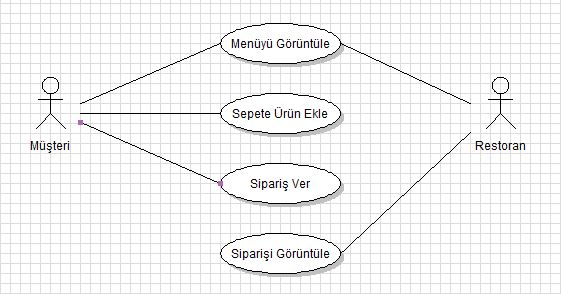 Menüyü Görüntüle
Sepete Ürün Ekle
Müşteri
Restoran
Sipariş Ver
Siparişi Görüntüle